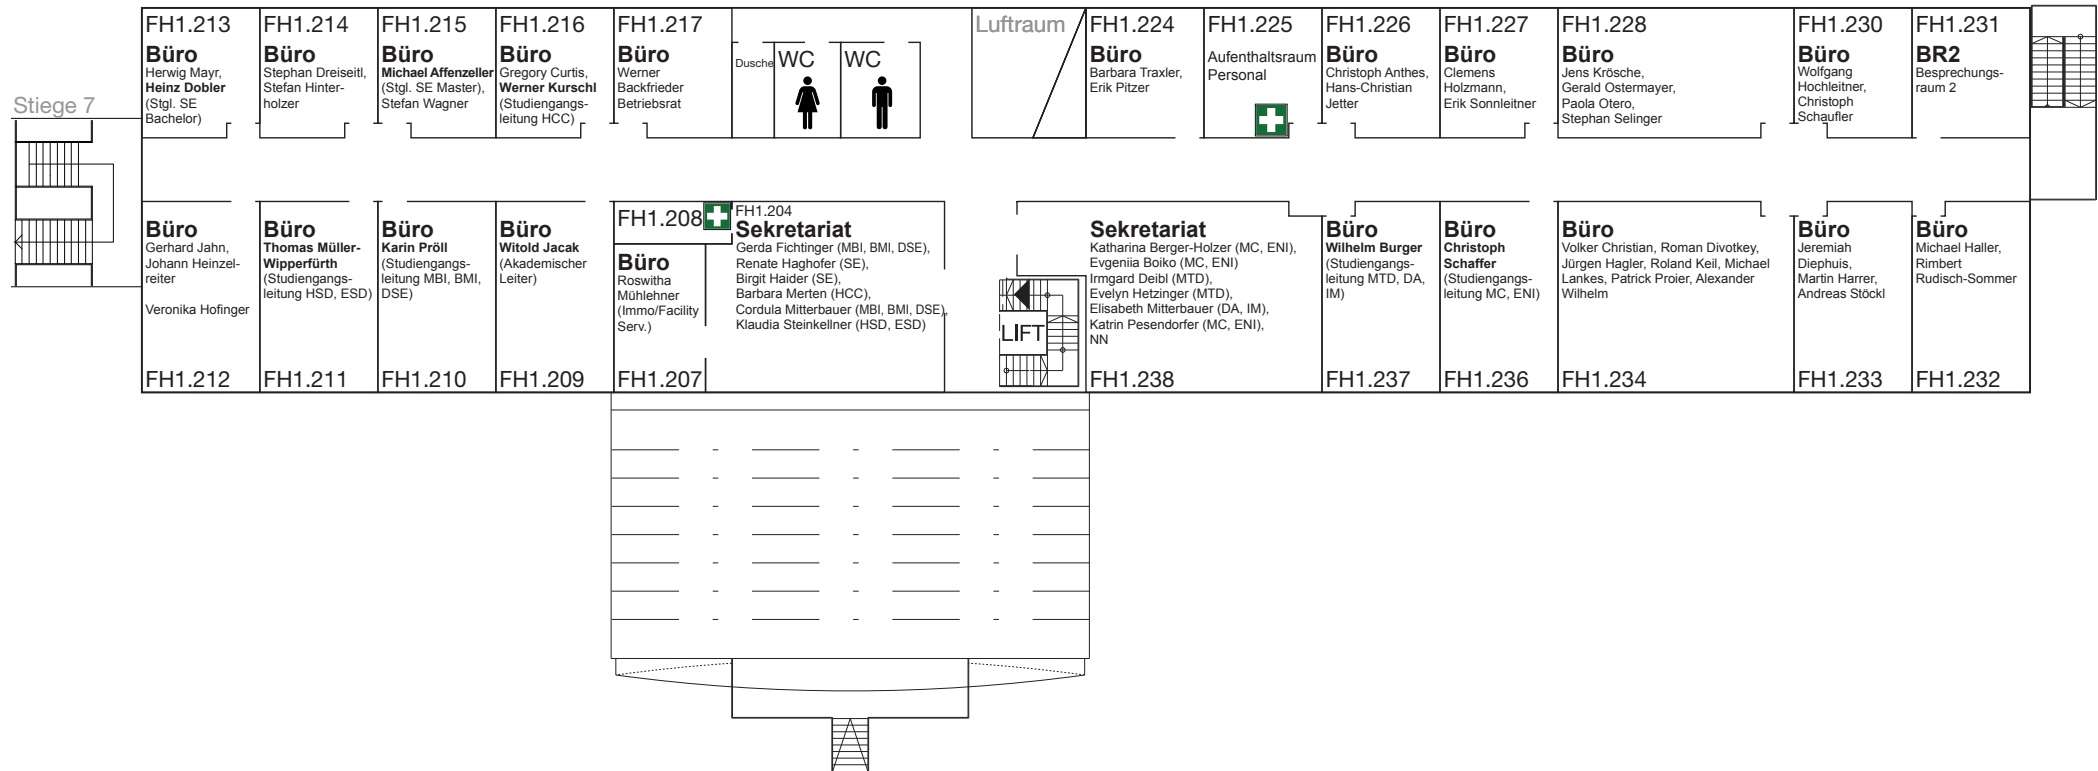 Stiege 7
FH1.213
Büro
Herwig Mayr,
Heinz Dobler
(Stgl. SE
Bachelor)
FH1.214
Büro
Stephan Dreiseitl,
Stefan Hinter-
holzer
FH1.215
Büro
Michael Affenzeller
(Stgl. SE Master),
Stefan Wagner
FH1.216
Büro
Gregory Curtis,
Werner Kurschl
(Studiengangs-
leitung HCC)
FH1.217
Büro
Werner
Backfrieder
Betriebsrat
Dusche
WC
WC
Luftraum
FH1.224
Büro
Barbara Traxler,
Erik Pitzer
FH1.225
Aufenthaltsraum
Personal
FH1.226
Büro
Christoph Anthes,
Hans-Christian
Jetter
FH1.227
Büro
Clemens
Holzmann,
Erik Sonnleitner
FH1.228
Büro
Jens Krösche,
Gerald Ostermayer,
Paola Otero,
Stephan Selinger
FH1.230
Büro
Wolfgang
Hochleitner,
Christoph
Schaufler
FH1.231
BR2
Besprechungs-
raum 2
Büro
Gerhard Jahn,
Johann Heinzel-
reiter
Veronika Hofinger
FH1.212
Büro
Thomas Müller-
Wipperfürth
(Studiengangs-
leitung HSD, ESD)
FH1.211
Büro
Karin Pröll
(Studiengangs-
leitung MBI, BMI,
DSE)
FH1.210
Büro
Witold Jacak
(Akademischer
Leiter)
FH1.209
FH1.208
Büro
Roswitha
Mühlehner
(Immo/Facility
Serv.)
FH1.207
FH1.204
Sekretariat
Gerda Fichtinger (MBI, BMI, DSE),
Renate Haghofer (SE),
Birgit Haider (SE),
Barbara Merten (HCC),
Cordula Mitterbauer (MBI, BMI, DSE),
Klaudia Steinkellner (HSD, ESD)
LIFT
Sekretariat
Katharina Berger-Holzer (MC, ENI),
Evgeniia Boiko (MC, ENI)
Irmgard Deibl (MTD),
Evelyn Hetzinger (MTD),
Elisabeth Mitterbauer (DA, IM),
Katrin Pesendorfer (MC, ENI),
NN
FH1.238
Büro
Wilhelm Burger
(Studiengangs-
leitung MTD, DA,
IM)
FH1.237
Büro
Christoph
Schaffer
(Studiengangs-
leitung MC, ENI)
FH1.236
Büro
Volker Christian, Roman Divotkey,
Jürgen Hagler, Roland Keil, Michael
Lankes, Patrick Proier, Alexander
Wilhelm
FH1.234
Büro
Jeremiah
Diephuis,
Martin Harrer,
Andreas Stöckl
FH1.233
Büro
Michael Haller,
Rimbert
Rudisch-Sommer
FH1.232